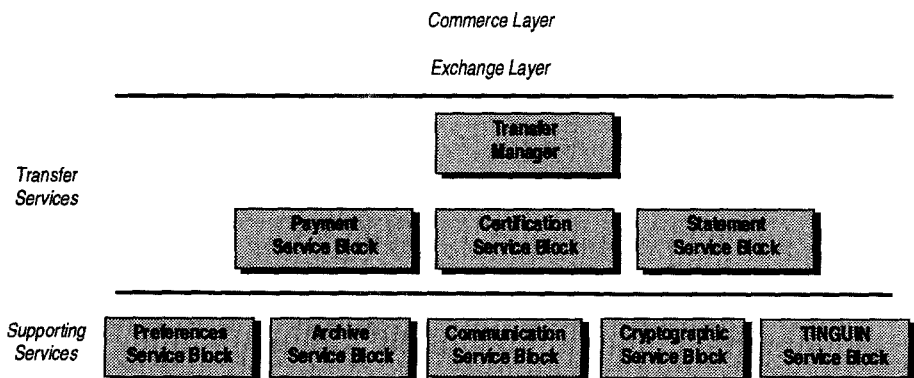 Commerce Layer
Exchange Layer
Transfer
Manager
Transfer
Services
Payment
Service Block
Certification
Service Block
Statement
Service Block
Supporting
Services
Preferences
Service Block
Archive
Service Block
Communication
Service Block
Cryptographic
Service Block
TINGUIN
Service Block